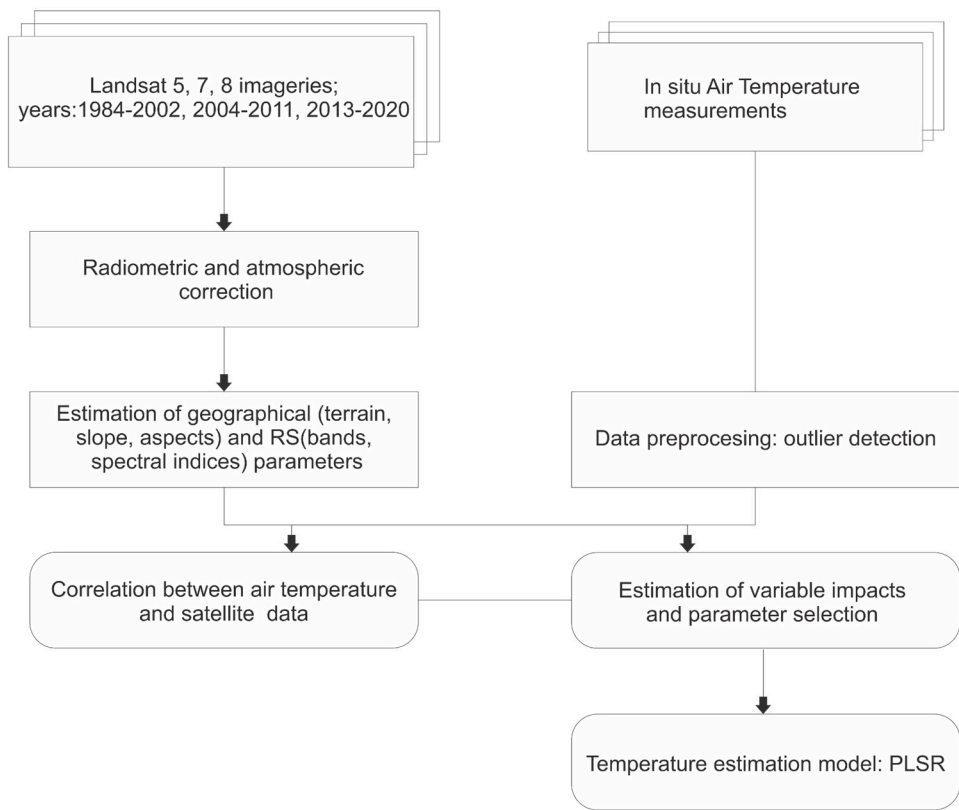 Landsat 5, 7, 8 imageries;
years:1984-2002, 2004-2011, 2013-2020
In situ Air Temperature
measurements
Radiometric and atmospheric
correction
Estimation of geographical (terrain,
slope, aspects) and RS(bands,
spectral indices) parameters
Data preprocesing: outlier detection
Correlation between air temperature
and satellite data
Estimation of variable impacts
and parameter selection
Temperature estimation model: PLSR